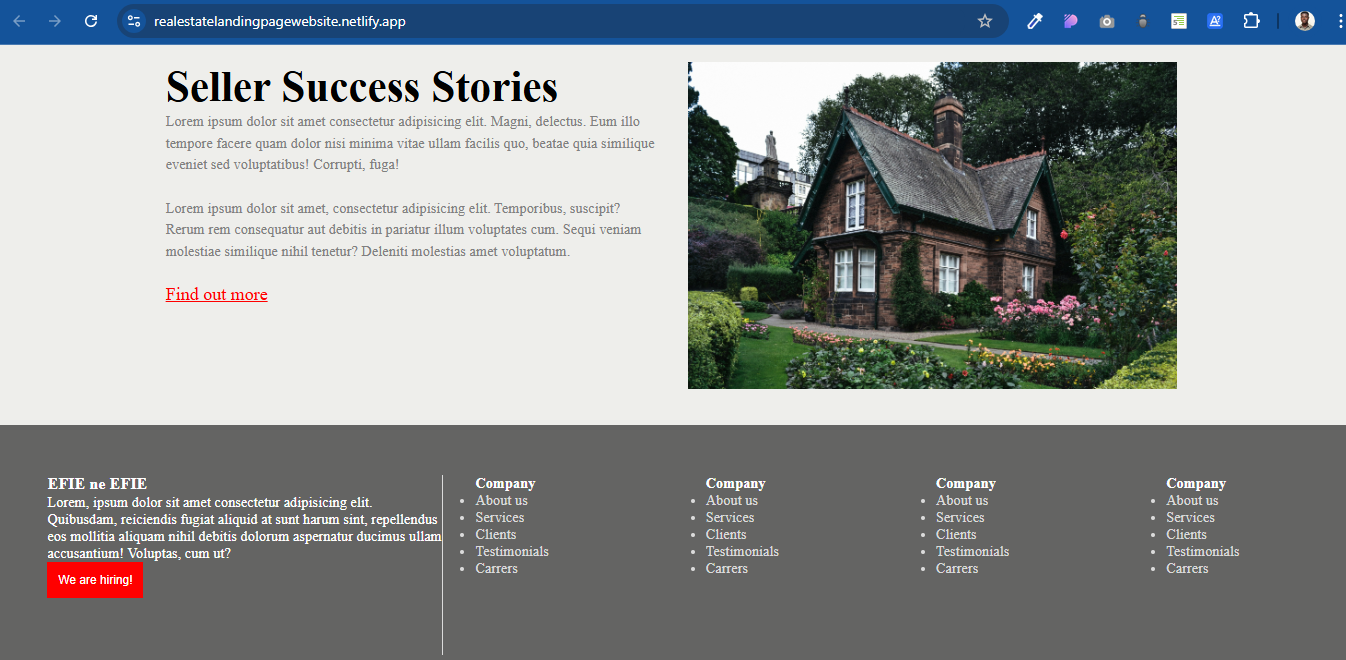 realestatelandingpagewebsite.netlify.app
Seller Success Stories
Lorem ipsum dolor sit amet consectetur adipisicing elit. Magni, delectus. Eum illo
tempore facere quam dolor nisi minima vitae ullam facilis quo, beatae quia similique
eveniet sed voluptatibus! Corrupti, fuga!
Lorem ipsum dolor sit amet, consectetur adipisicing elit. Temporibus, suscipit?
Rerum rem consequatur aut debitis in pariatur illum voluptates cum. Sequi veniam
molestiae similique nihil tenetur? Deleniti molestias amet voluptatum.
Find out more
EFIE ne EFIE
Lorem, ipsum dolor sit amet consectetur adipisicing elit.
Quibusdam, reiciendis fugiat aliquid at sunt harum sint, repellendus
eos mollitia aliquam nihil debitis dolorum aspernatur ducimus ullam
accusantium! Voluptas, cum ut?
We are hiring!
Company
About us
Services
Clients
Testimonials
Carrers
Company
About us
Services
Clients
Testimonials
Carrers
Company
About us
Services
Clients
Testimonials
Carrers
Company
About us
Services
Clients
Testimonials
Carrers